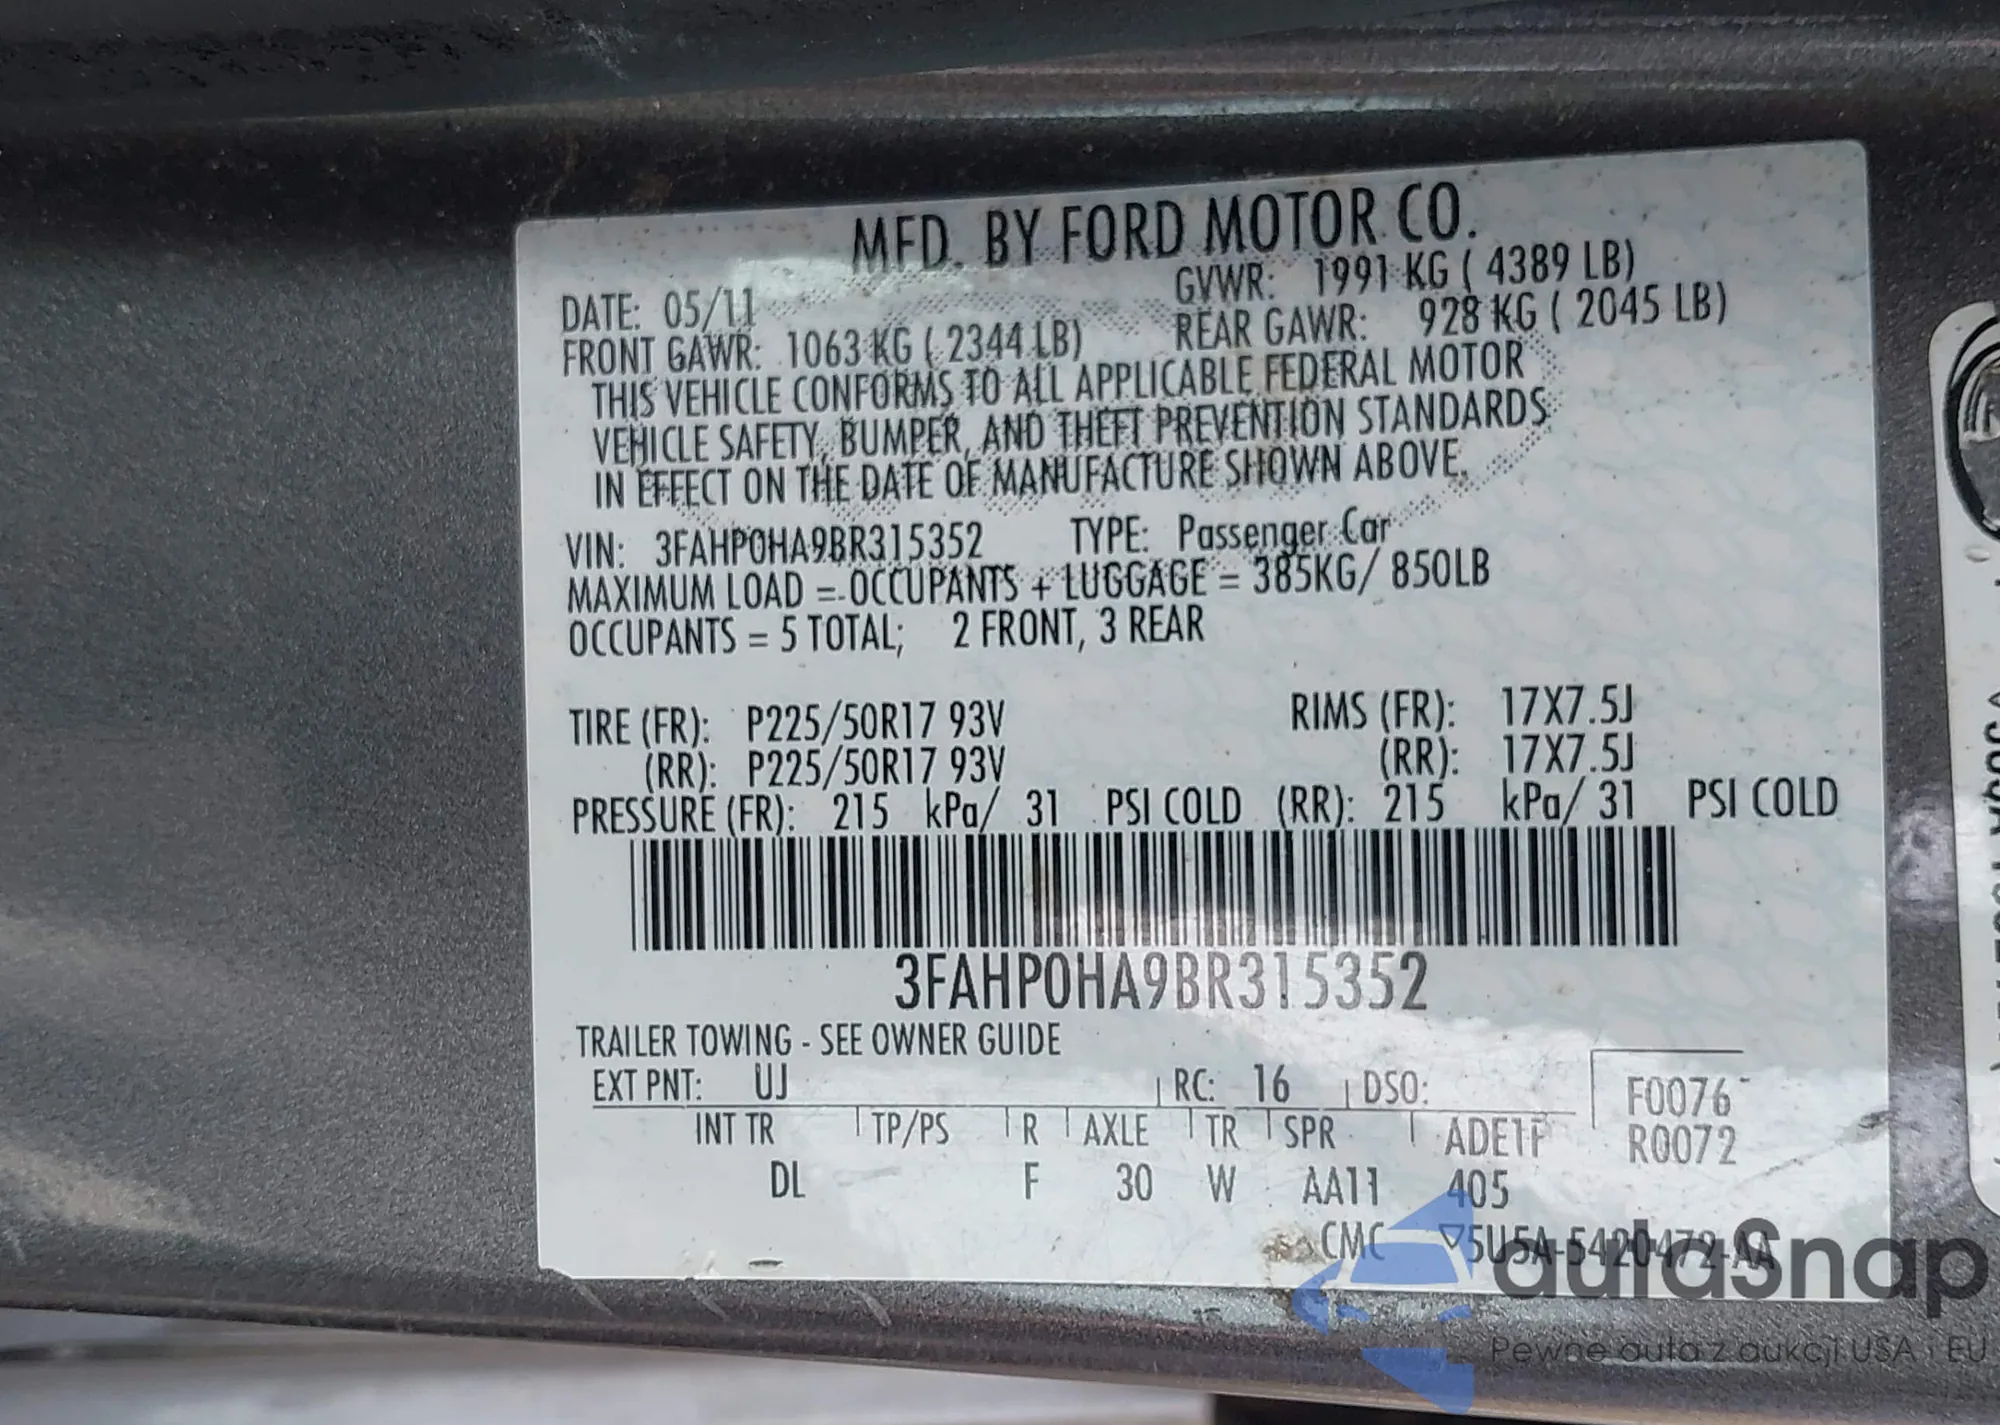 MFD. BY FORD MOTOR CO.
DATE: 05/11 GVWR: 1991 KG ( 4389 LB)
FRONT GAWR: 1063 KG ( 2344 LB) REAR GAWR: 928 KG ( 2045 LB)
THIS VEHICLE CONFORMS TO ALL APPLICABLE FEDERAL MOTOR
VEHICLE SAFETY, BUMPER, AND THEFT PREVENTION STANDARDS
IN EFFECT ON THE DATE OF MANUFACTURE SHOWN ABOVE.
VIN: 3FAHP0HA9BR315352 TYPE: Passenger Car
MAXIMUM LOAD = OCCUPANTS + LUGGAGE = 385KG/ 850LB
OCCUPANTS = 5 TOTAL; 2 FRONT, 3 REAR
TIRE (FR): P225/50R17 93V RIMS (FR): 17X7.5J
(RR): P225/50R17 93V (RR): 17X7.5J
PRESSURE (FR): 215 kPa/ 31 PSI COLD (RR): 215 kPa/ 31 PSI COLD
3FAHP0HA9BR315352
TRAILER TOWING - SEE OWNER GUIDE
EXT PNT: UJ RC: 16 DSO: F0076
INT TR TP/PS R AXLE TR SPR ADE1F R0072
DL F 30 W AA11 405
CMC ▽5U5A-5420472-AA
autaSnap
Pewne auta z aukcji USA i EU